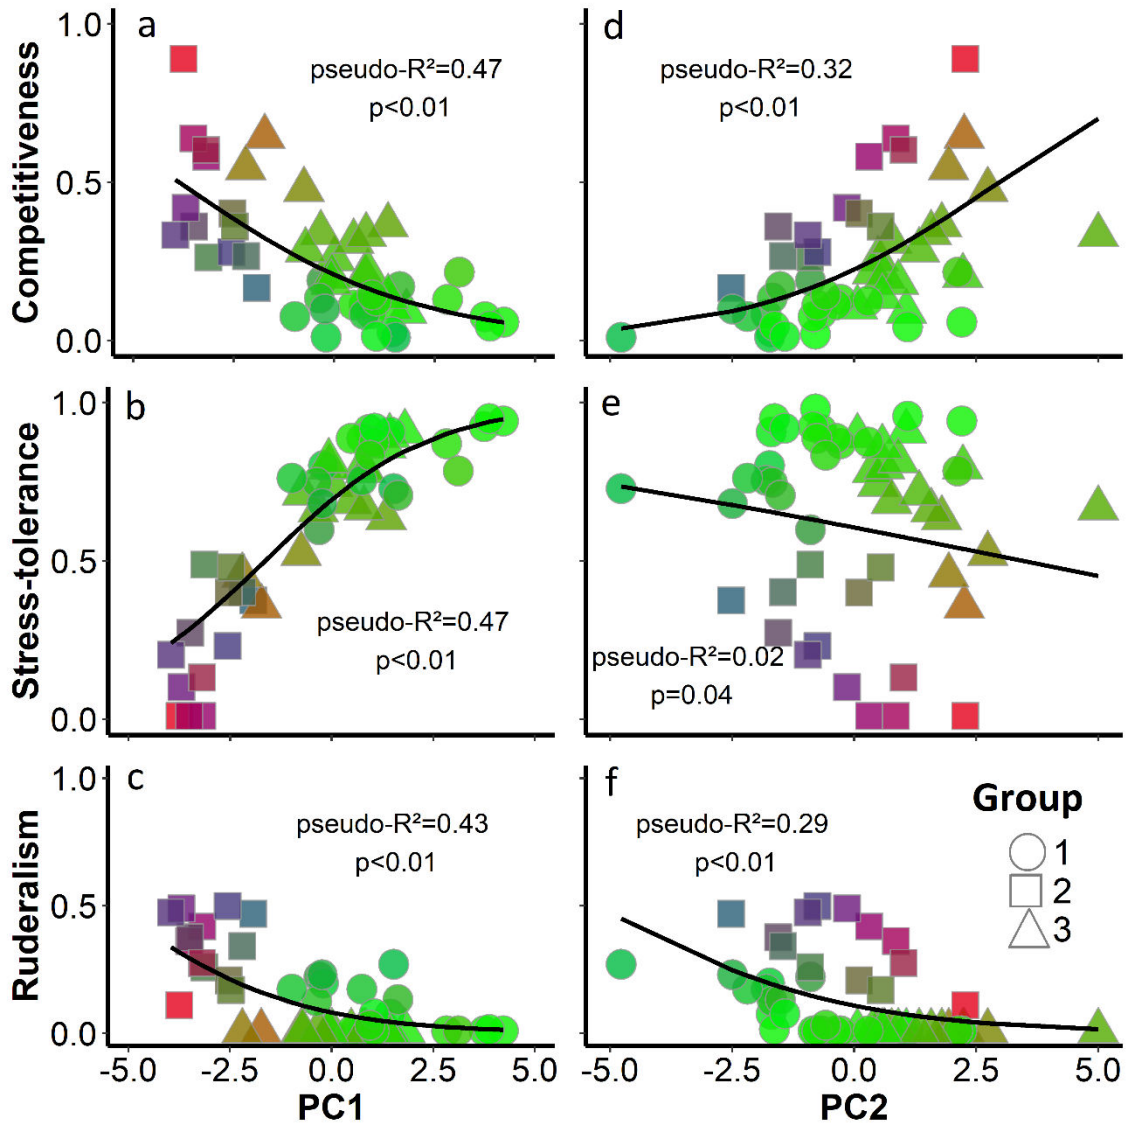 a
1.0
0.5
0.0
Competitiveness
pseudo-R²=0.47
p<0.01
d
pseudo-R²=0.32
p<0.01
b
1.0
0.5
0.0
Stress-tolerance
pseudo-R²=0.47
p<0.01
e
pseudo-R²=0.02
p=0.04
c
1.0
0.5
0.0
Ruderalism
pseudo-R²=0.43
p<0.01
-5.0 -2.5 0.0 2.5 5.0
PC1
f
pseudo-R²=0.29
p<0.01
Group
1
2
3
-5.0 -2.5 0.0 2.5 5.0
PC2